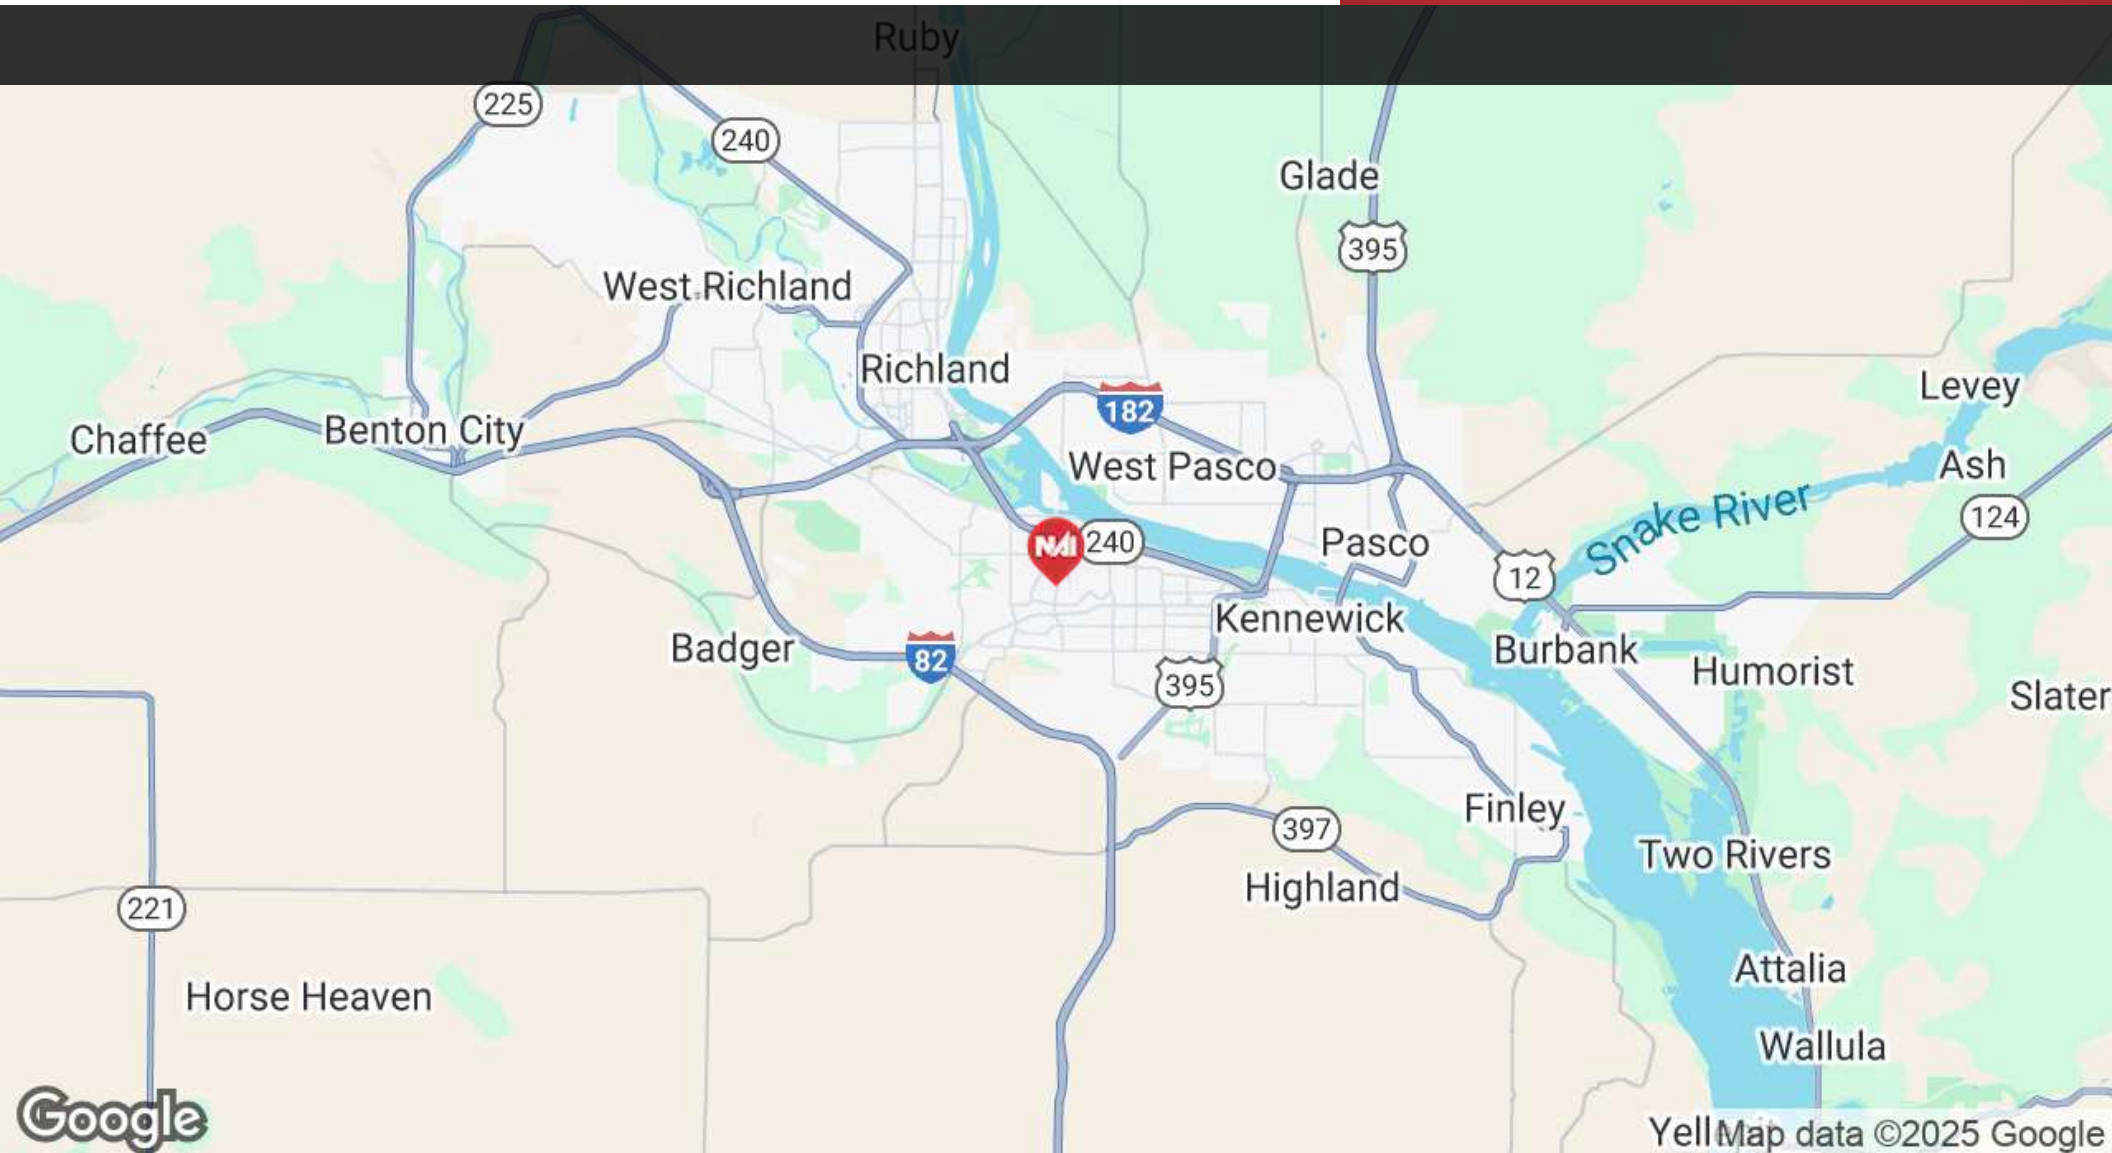 Ruby
225
240
Glade
395
West Richland
Richland
182
Levey
Chaffee
Benton City
West Pasco
Ash
Snake River
124
NAI
240
Pasco
12
Kennewick
Badger
82
Burbank
Humorist
395
Slater
Finley
397
Two Rivers
Highland
221
Attalia
Horse Heaven
Wallula
Google
Map data ©2025 Google